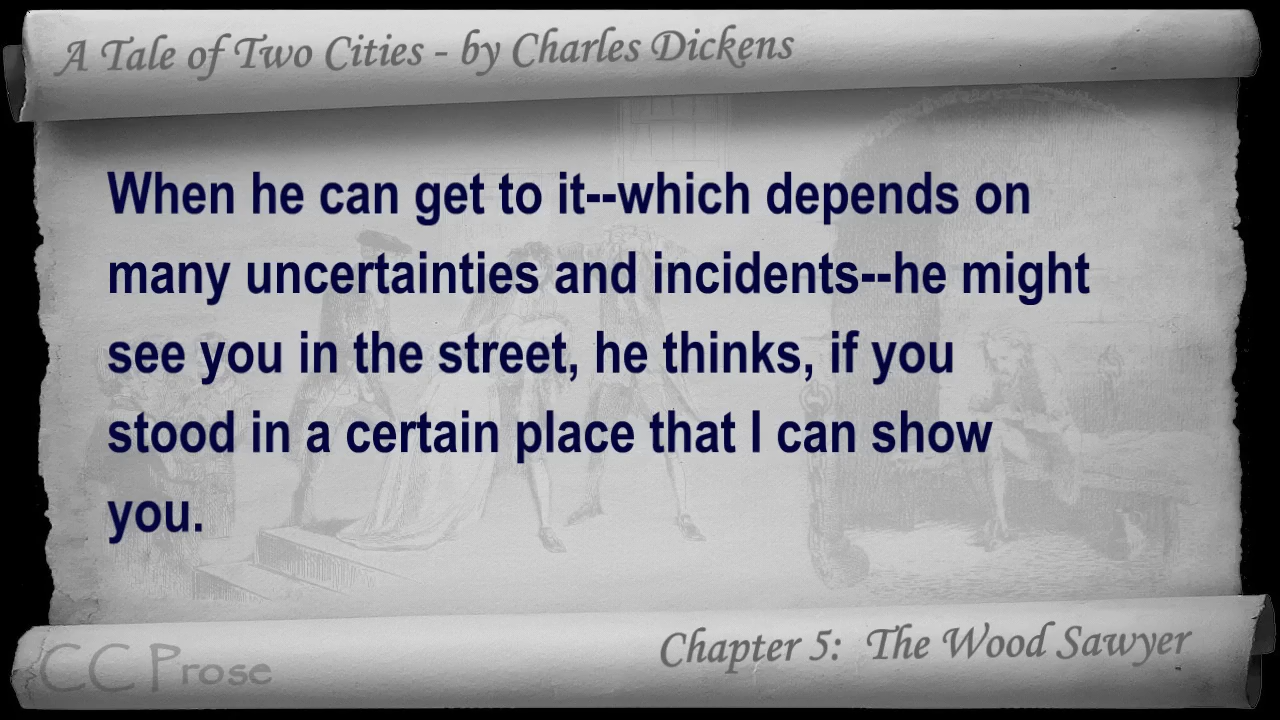 A Tale of Two Cities - by Charles Dickens
When he can get to it--which depends on
many uncertainties and incidents--he might
see you in the street, he thinks, if you
stood in a certain place that I can show
you.
Chapter 5: The Wood Sawyer
CC Prose